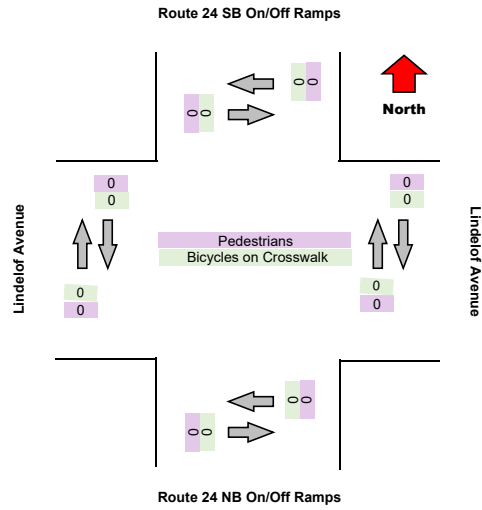 Route 24 SB On/Off Ramps
0 0
0 0
North
0
0
0
0
Lindelof Avenue
Lindelof Avenue
Pedestrians
Bicycles on Crosswalk
0
0
0
0
0 0
0 0
Route 24 NB On/Off Ramps